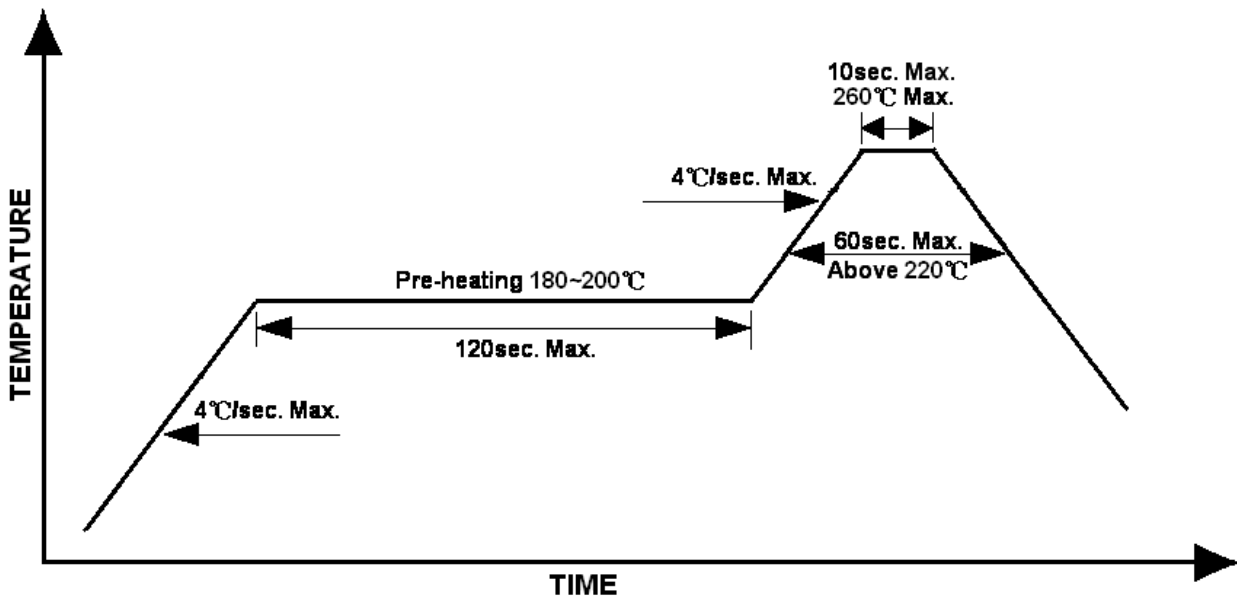 10sec. Max.
260℃ Max.
4℃/sec. Max.
60sec. Max.
Above 220℃
Pre-heating 180~200℃
120sec. Max.
4℃/sec. Max.
TEMPERATURE
TIME